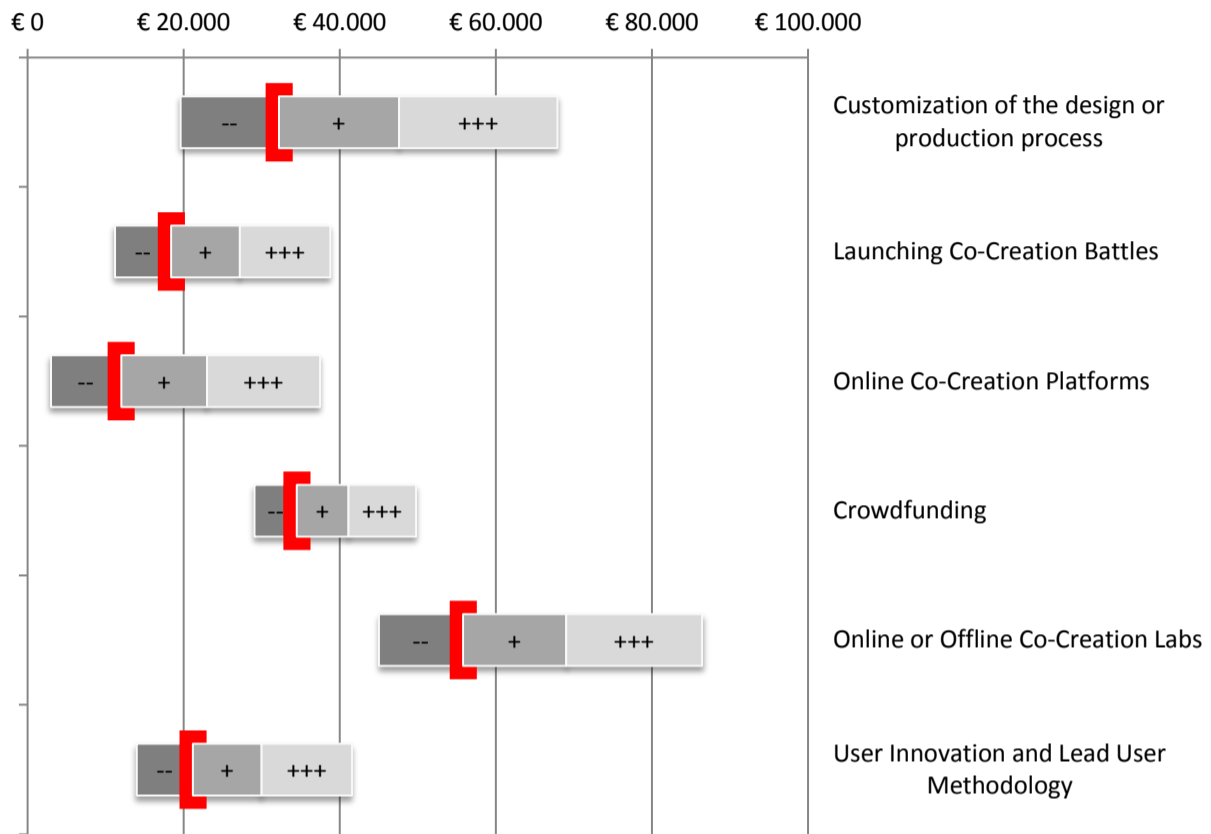 € 0 € 20.000 € 40.000 € 60.000 € 80.000 € 100.000
-- + +++ Customization of the design or
production process
-- + +++ Launching Co-Creation Battles
-- + +++ Online Co-Creation Platforms
-- + +++ Crowdfunding
-- + +++ Online or Offline Co-Creation Labs
-- + +++ User Innovation and Lead User
Methodology